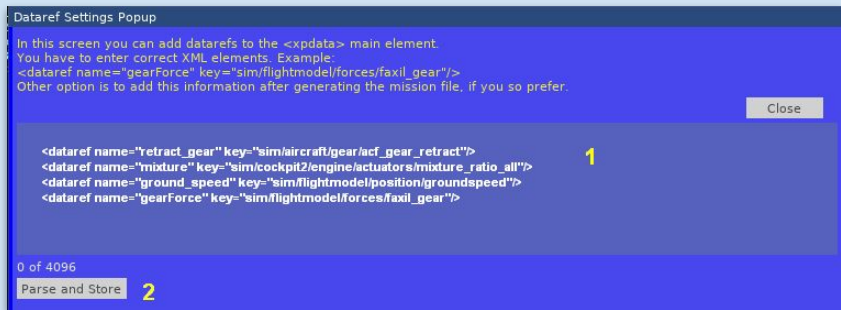 Dataref Settings Popup
In this screen you can add datarefs to the <xpdata> main element.
You have to enter correct XML elements. Example:
<dataref name="gearForce" key="sim/flightmodel/forces/faxil_gear"/>
Other option is to add this information after generating the mission file, if you so prefer.
Close
<dataref name="retract_gear" key="sim/aircraft/gear/acf_gear_retract"/>
1
<dataref name="mixture" key="sim/cockpit2/engine/actuators/mixture_ratio_all"/>
<dataref name="ground_speed" key="sim/flightmodel/position/groundspeed"/>
<dataref name="gearForce" key="sim/flightmodel/forces/faxil_gear"/>
0 of 4096
Parse and Store 2